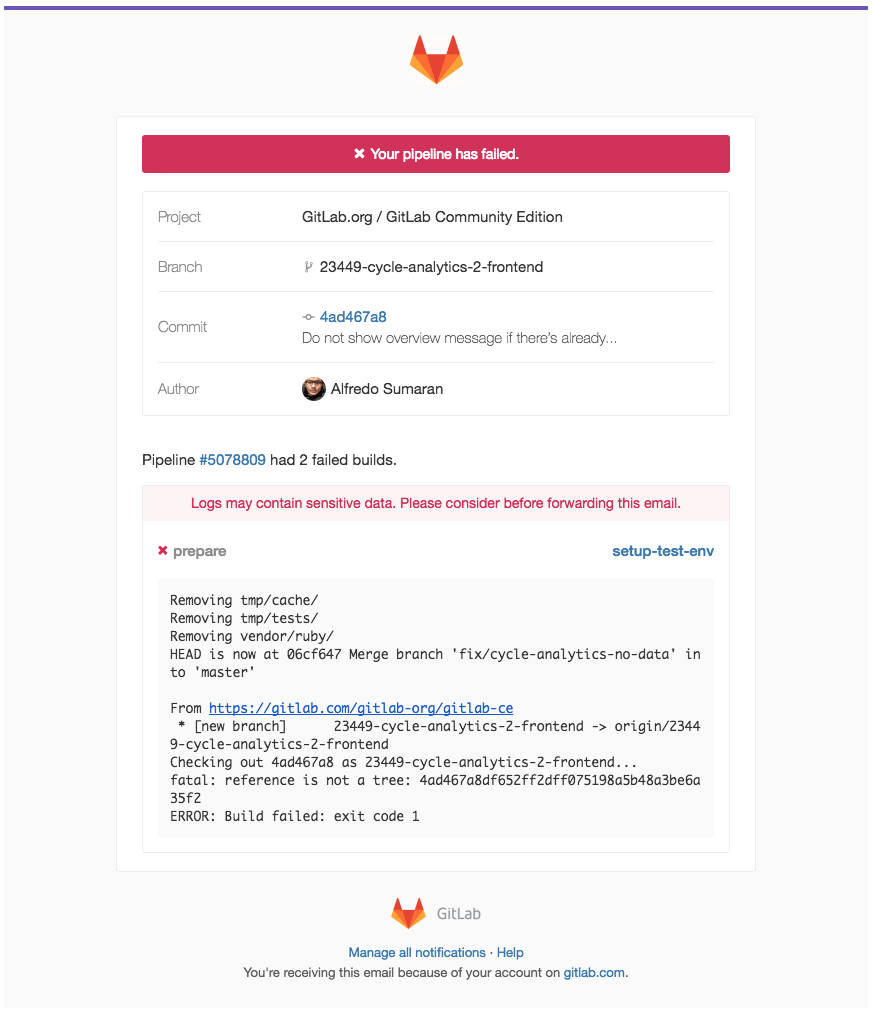 ✖ Your pipeline has failed.
Project GitLab.org / GitLab Community Edition
Branch 23449-cycle-analytics-2-frontend
Commit 4ad467a8
Do not show overview message if there's already...
Author Alfredo Sumaran
Pipeline #5078809 had 2 failed builds.
Logs may contain sensitive data. Please consider before forwarding this email.
✖ prepare setup-test-env
Removing tmp/cache/
Removing tmp/tests/
Removing vendor/ruby/
HEAD is now at 06cf647 Merge branch 'fix/cycle-analytics-no-data' in
to 'master'
From https://gitlab.com/gitlab-org/gitlab-ce
* [new branch]      23449-cycle-analytics-2-frontend -> origin/2344
9-cycle-analytics-2-frontend
Checking out 4ad467a8 as 23449-cycle-analytics-2-frontend...
fatal: reference is not a tree: 4ad467a8df652ff2dff075198a5b48a3be6a
35f2
ERROR: Build failed: exit code 1
GitLab
Manage all notifications · Help
You're receiving this email because of your account on gitlab.com.